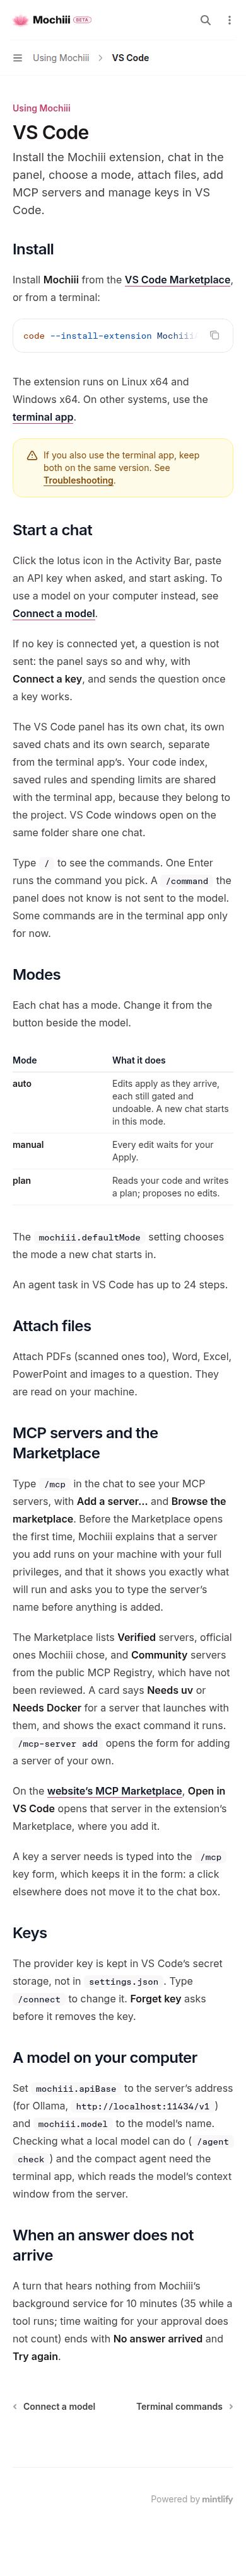 Mochiii BETA
Using Mochiii > VS Code
Using Mochiii
VS Code
Install the Mochiii extension, chat in the
panel, choose a mode, attach files, add
MCP servers and manage keys in VS
Code.
Install
Install Mochiii from the VS Code Marketplace,
or from a terminal:
code --install-extension Mochiii
The extension runs on Linux x64 and
Windows x64. On other systems, use the
terminal app.
If you also use the terminal app, keep
both on the same version. See
Troubleshooting.
Start a chat
Click the lotus icon in the Activity Bar, paste
an API key when asked, and start asking. To
use a model on your computer instead, see
Connect a model.
If no key is connected yet, a question is not
sent: the panel says so and why, with
Connect a key, and sends the question once
a key works.
The VS Code panel has its own chat, its own
saved chats and its own search, separate
from the terminal app's. Your code index,
saved rules and spending limits are shared
with the terminal app, because they belong to
the project. VS Code windows open on the
same folder share one chat.
Type / to see the commands. One Enter
runs the command you pick. A /command the
panel does not know is not sent to the model.
Some commands are in the terminal app only
for now.
Modes
Each chat has a mode. Change it from the
button beside the model.
Mode What it does
auto Edits apply as they arrive,
each still gated and
undoable. A new chat starts
in this mode.
manual Every edit waits for your
Apply.
plan Reads your code and writes
a plan; proposes no edits.
The mochiii.defaultMode setting chooses
the mode a new chat starts in.
An agent task in VS Code has up to 24 steps.
Attach files
Attach PDFs (scanned ones too), Word, Excel,
PowerPoint and images to a question. They
are read on your machine.
MCP servers and the
Marketplace
Type /mcp in the chat to see your MCP
servers, with Add a server... and Browse the
marketplace. Before the Marketplace opens
the first time, Mochiii explains that a server
you add runs on your machine with your full
privileges, and that it shows you exactly what
will run and asks you to type the server's
name before anything is added.
The Marketplace lists Verified servers, official
ones Mochiii chose, and Community servers
from the public MCP Registry, which have not
been reviewed. A card says Needs uv or
Needs Docker for a server that launches with
them, and shows the exact command it runs.
/mcp-server add opens the form for adding
a server of your own.
On the website's MCP Marketplace, Open in
VS Code opens that server in the extension's
Marketplace, where you add it.
A key a server needs is typed into the /mcp
key form, which keeps it in the form: a click
elsewhere does not move it to the chat box.
Keys
The provider key is kept in VS Code's secret
storage, not in settings.json. Type
/connect to change it. Forget key asks
before it removes the key.
A model on your computer
Set mochiii.apiBase to the server's address
(for Ollama, http://localhost:11434/v1 )
and mochiii.model to the model's name.
Checking what a local model can do ( /agent
check ) and the compact agent need the
terminal app, which reads the model's context
window from the server.
When an answer does not
arrive
A turn that hears nothing from Mochiii's
background service for 10 minutes (35 while a
tool runs; time waiting for your approval does
not count) ends with No answer arrived and
Try again.
Connect a model
Terminal commands
Powered by mintlify